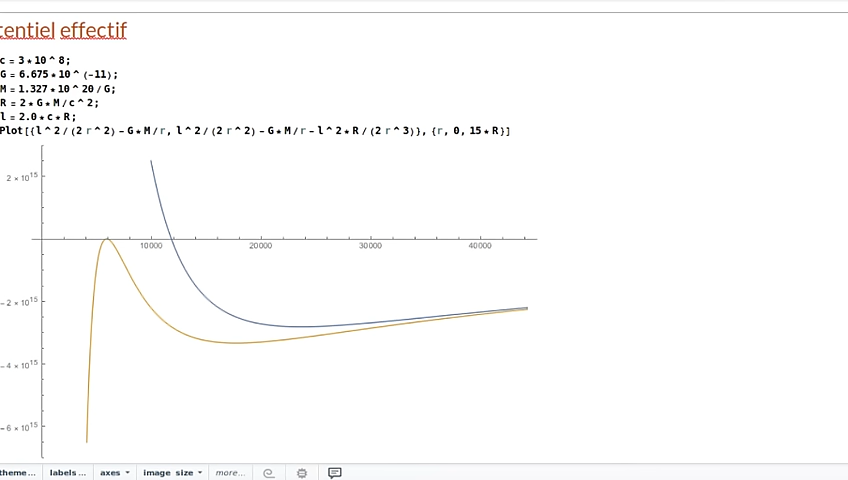 tentiel effectif
c = 3 * 10 ^ 8;
G = 6.675 * 10 ^ (-11);
M = 1.327 * 10 ^ 20 / G;
R = 2 * G * M / c ^ 2;
l = 2.0 * c * R;
Plot[{l ^ 2 / (2 r ^ 2) - G * M / r, l ^ 2 / (2 r ^ 2) - G * M / r - l ^ 2 * R / (2 r ^ 3)}, {r, 0, 15 * R}]
2 × 10^15
10000 20000 30000 40000
-2 × 10^15
-4 × 10^15
-6 × 10^15
theme... labels... axes image size more...